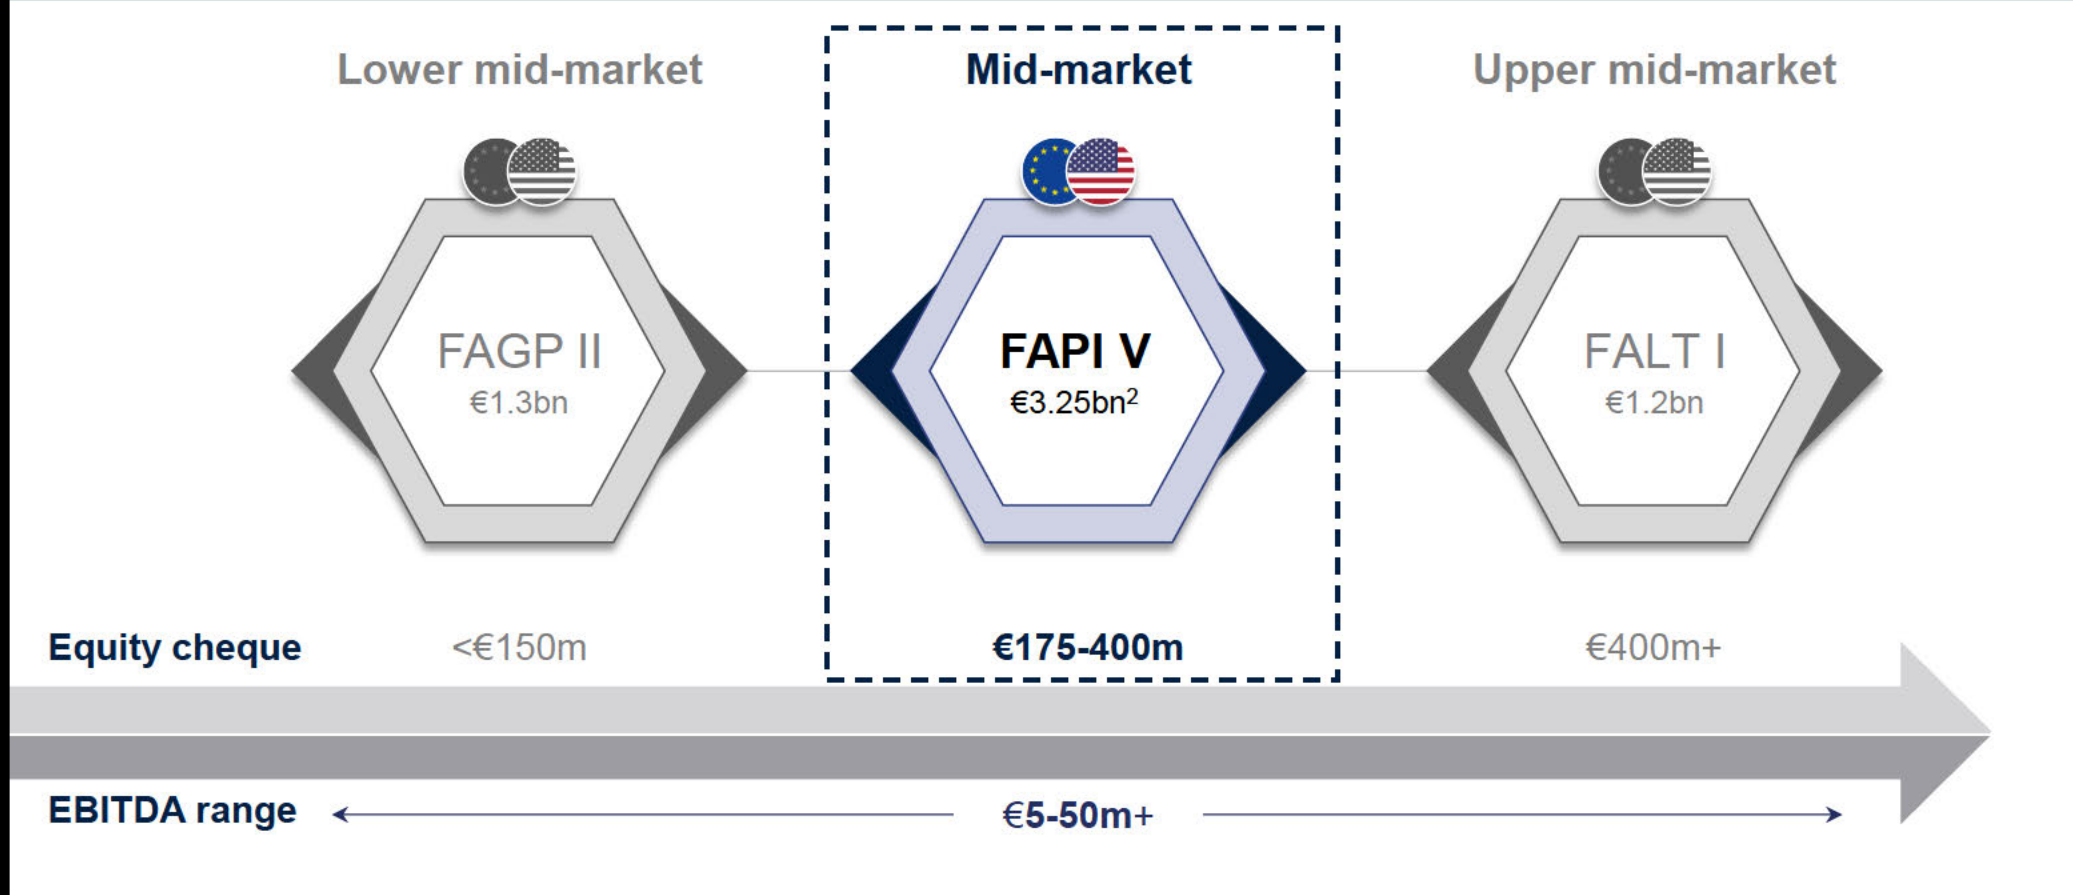 Lower mid-market
Mid-market
Upper mid-market
FAGP II
€1.3bn
FAPI V
€3.25bn²
FALT I
€1.2bn
Equity cheque
<€150m
€175-400m
€400m+
EBITDA range
€5-50m+